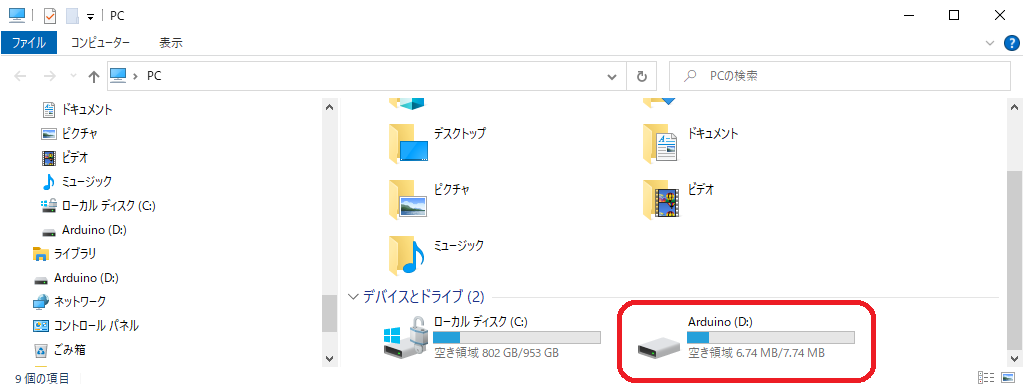 PC
ファイル
コンピューター
表示
?
PC
PCの検索
ドキュメント
ピクチャ
ビデオ
ミュージック
ローカル ディスク (C:)
Arduino (D:)
ライブラリ
Arduino (D:)
ネットワーク
コントロール パネル
ごみ箱
デスクトップ
ドキュメント
ピクチャ
ビデオ
ミュージック
デバイスとドライブ (2)
ローカル ディスク (C:)
空き領域 802 GB/953 GB
Arduino (D:)
空き領域 6.74 MB/7.74 MB
9 個の項目